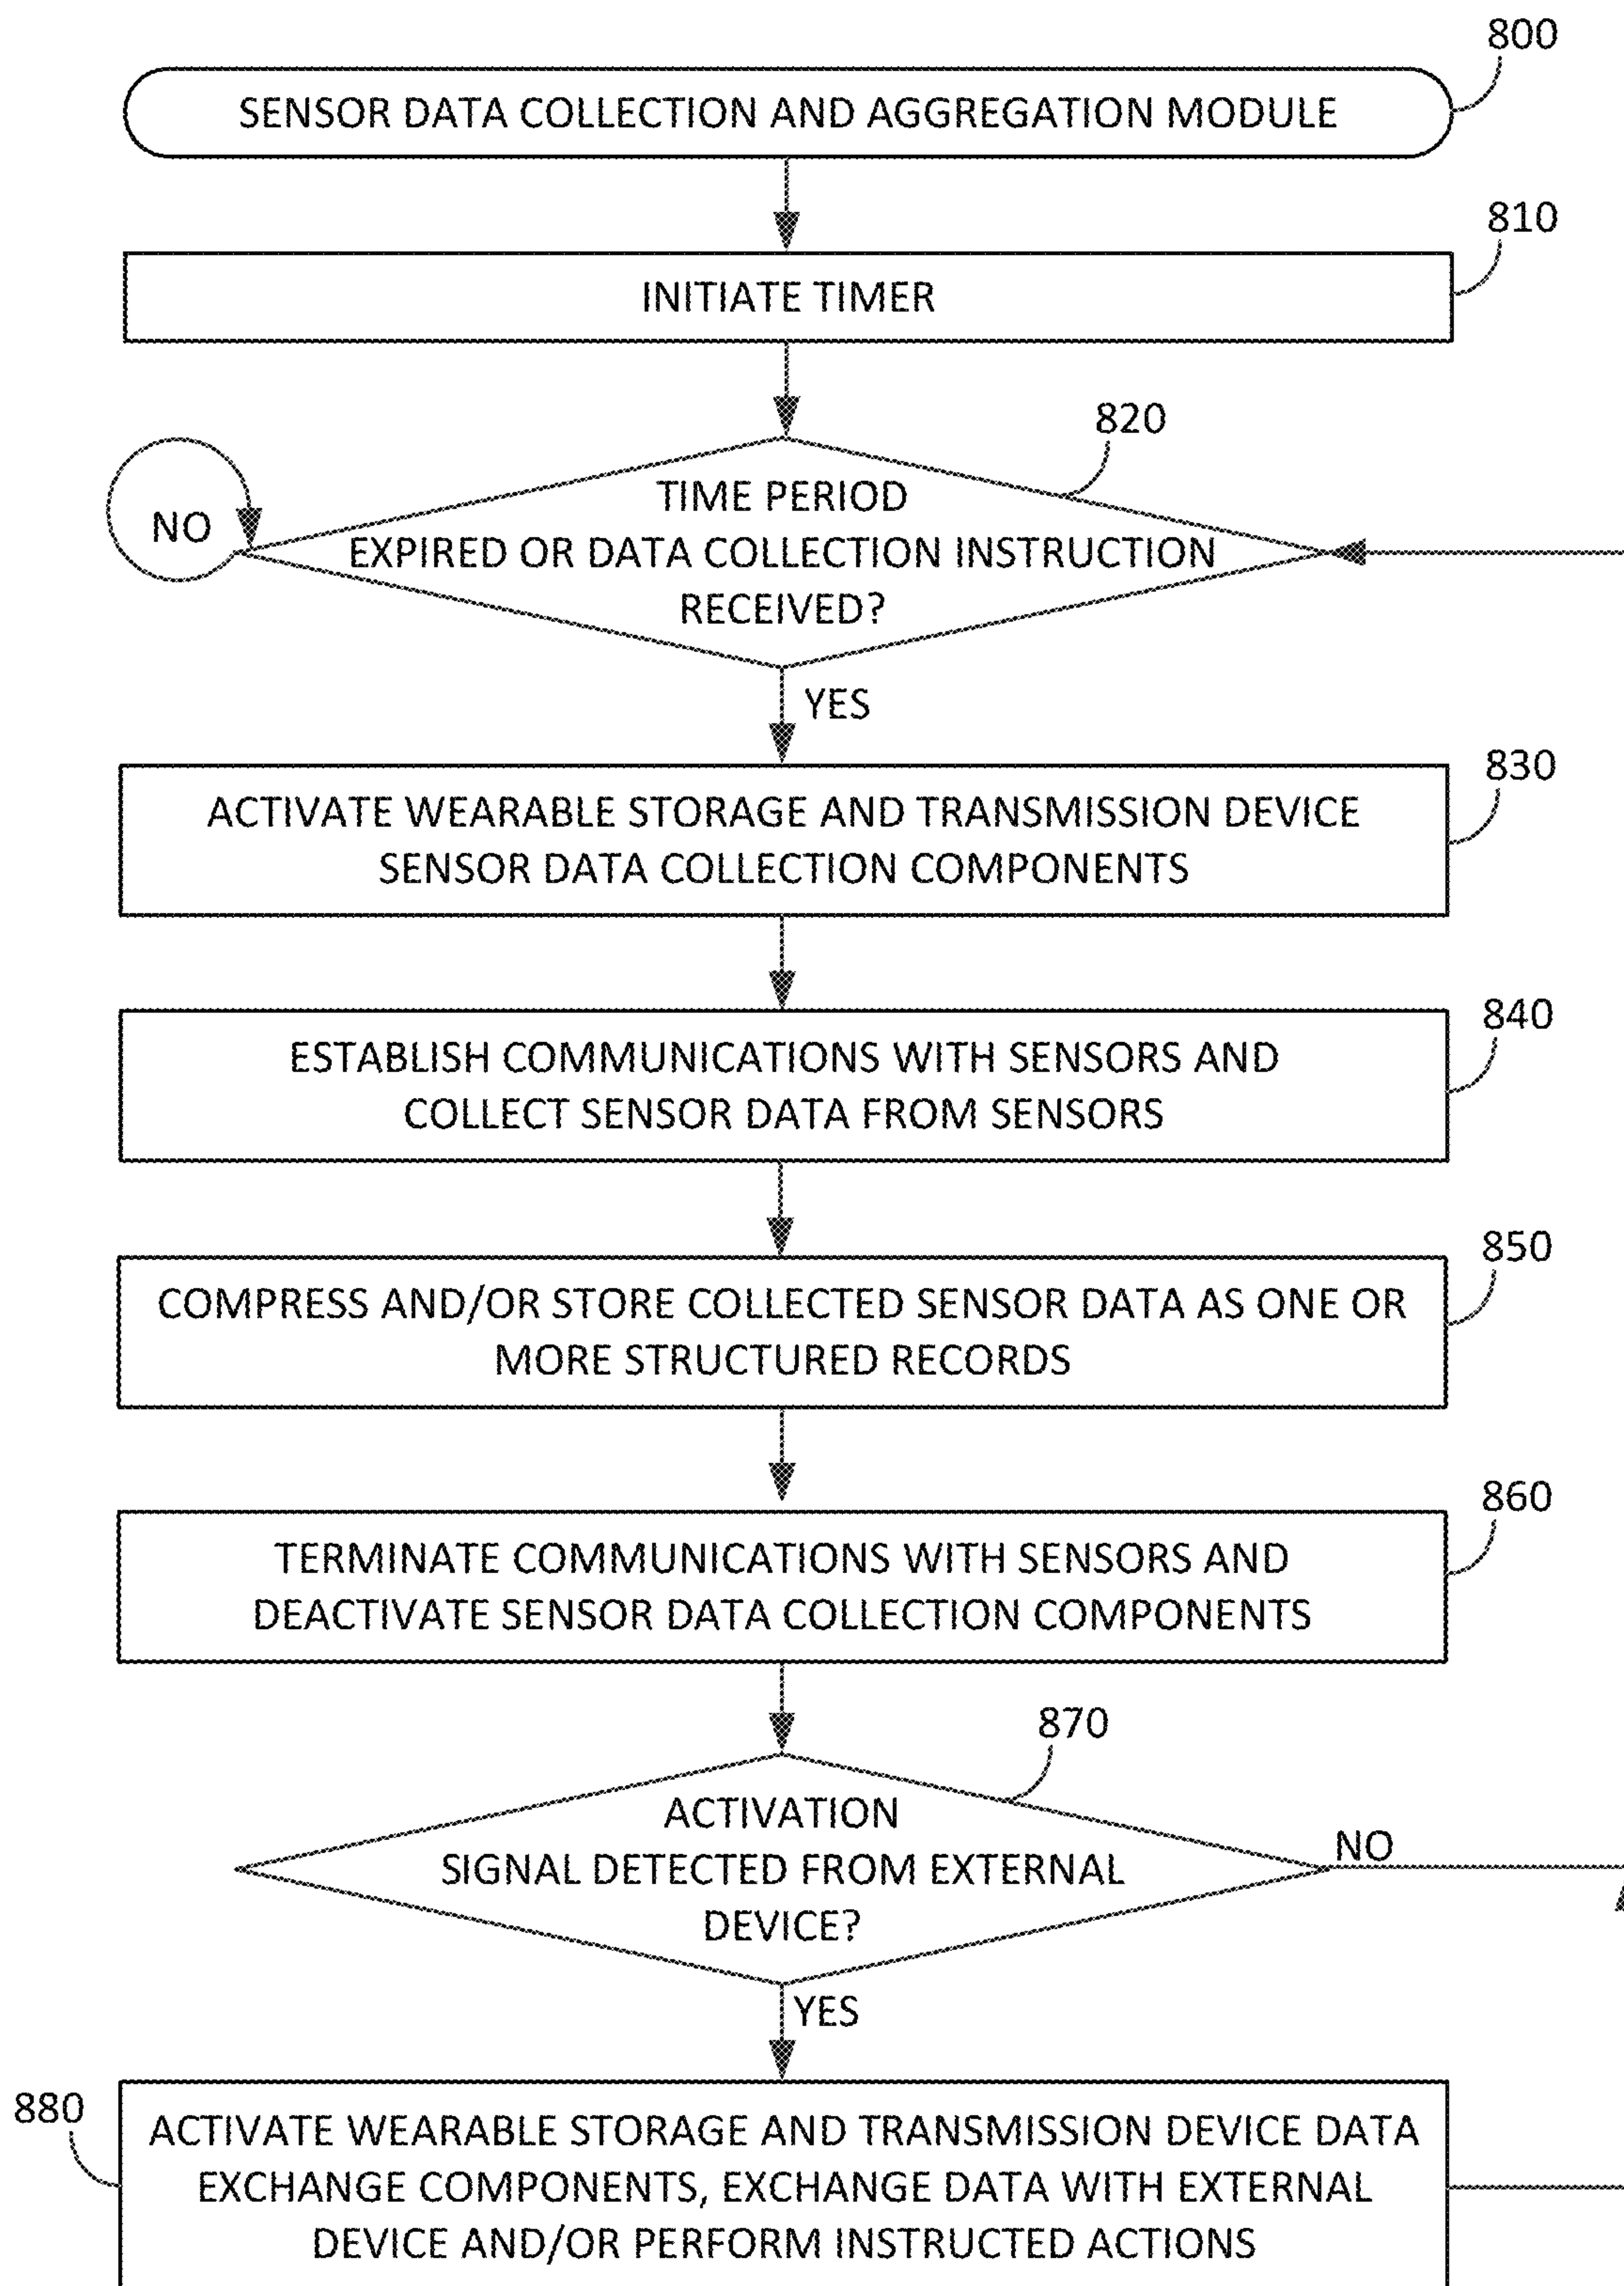 800
SENSOR DATA COLLECTION AND AGGREGATION MODULE
810
INITIATE TIMER
820
TIME PERIOD
EXPIRED OR DATA COLLECTION INSTRUCTION
RECEIVED?
NO
YES
830
ACTIVATE WEARABLE STORAGE AND TRANSMISSION DEVICE
SENSOR DATA COLLECTION COMPONENTS
840
ESTABLISH COMMUNICATIONS WITH SENSORS AND
COLLECT SENSOR DATA FROM SENSORS
850
COMPRESS AND/OR STORE COLLECTED SENSOR DATA AS ONE OR
MORE STRUCTURED RECORDS
860
TERMINATE COMMUNICATIONS WITH SENSORS AND
DEACTIVATE SENSOR DATA COLLECTION COMPONENTS
870
ACTIVATION
SIGNAL DETECTED FROM EXTERNAL
DEVICE?
NO
YES
880
ACTIVATE WEARABLE STORAGE AND TRANSMISSION DEVICE DATA
EXCHANGE COMPONENTS, EXCHANGE DATA WITH EXTERNAL
DEVICE AND/OR PERFORM INSTRUCTED ACTIONS